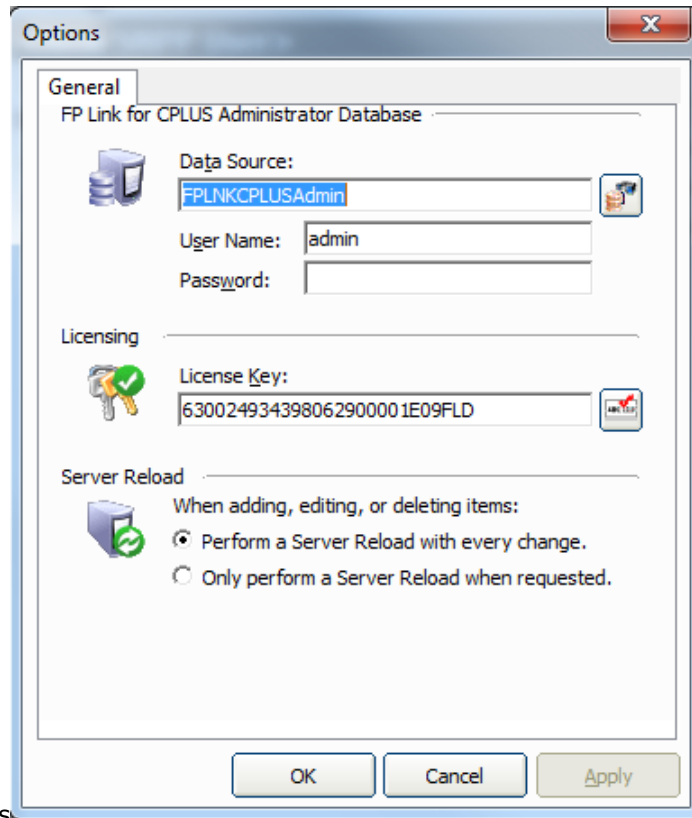 Options
General
FP Link for CPLUS Administrator Database
Data Source:
FPLNKCPLUSAdmin
User Name: admin
Password:
Licensing
License Key:
63002493439806290​0001E09FLD
Server Reload
When adding, editing, or deleting items:
Perform a Server Reload with every change.
Only perform a Server Reload when requested.
OK Cancel Apply
s